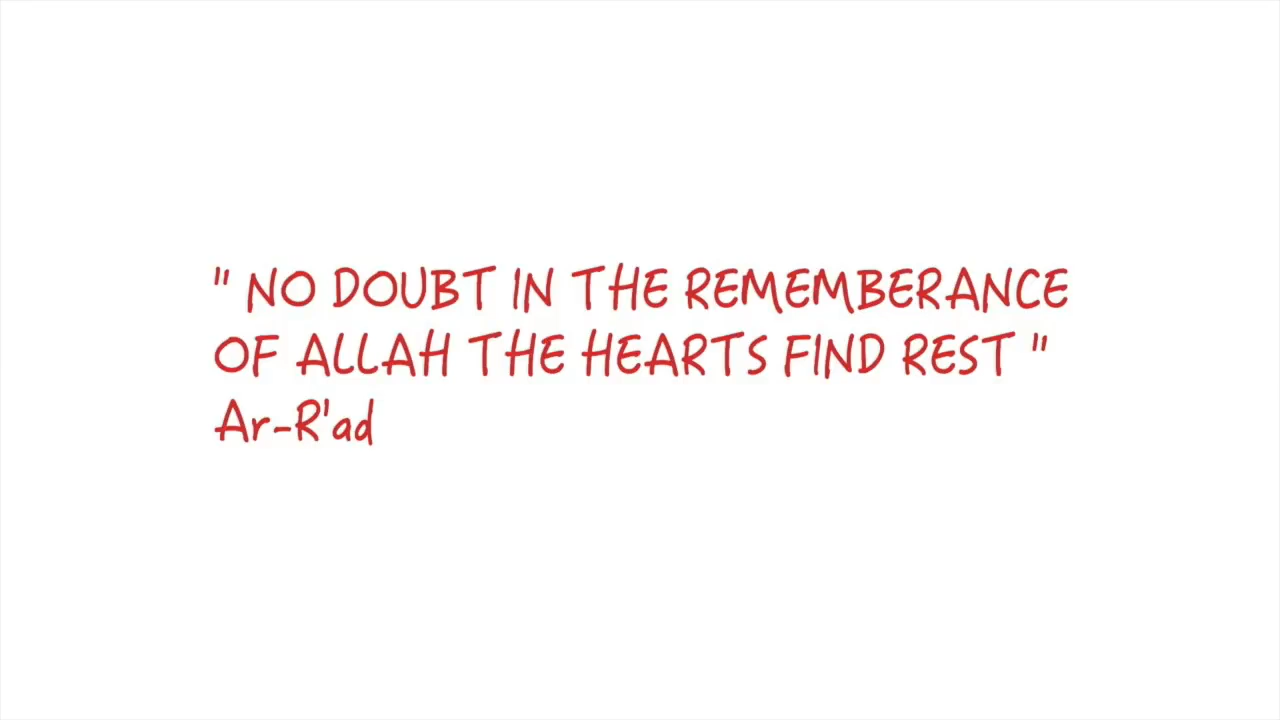 " NO DOUBT IN THE REMEMBERANCE
OF ALLAH THE HEARTS FIND REST "
Ar-R'ad